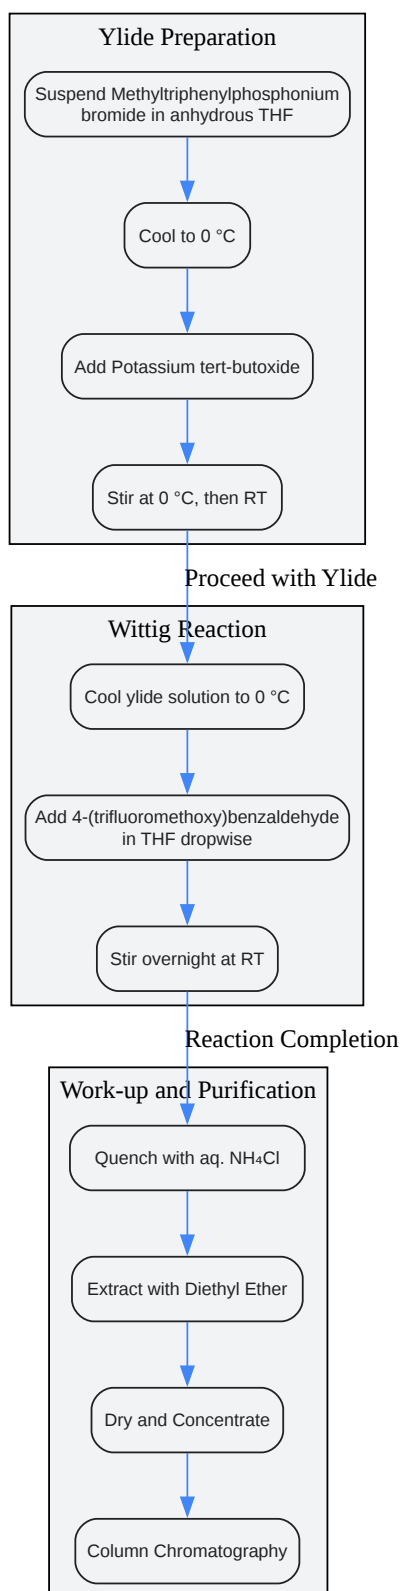 Ylide Preparation
Suspend Methyltriphenylphosphonium
bromide in anhydrous THF
Cool to 0 °C
Add Potassium tert-butoxide
Stir at 0 °C, then RT
Proceed with Ylide
Wittig Reaction
Cool ylide solution to 0 °C
Add 4-(trifluoromethoxy)benzaldehyde
in THF dropwise
Stir overnight at RT
Reaction Completion
Work-up and Purification
Quench with aq. NH₄Cl
Extract with Diethyl Ether
Dry and Concentrate
Column Chromatography